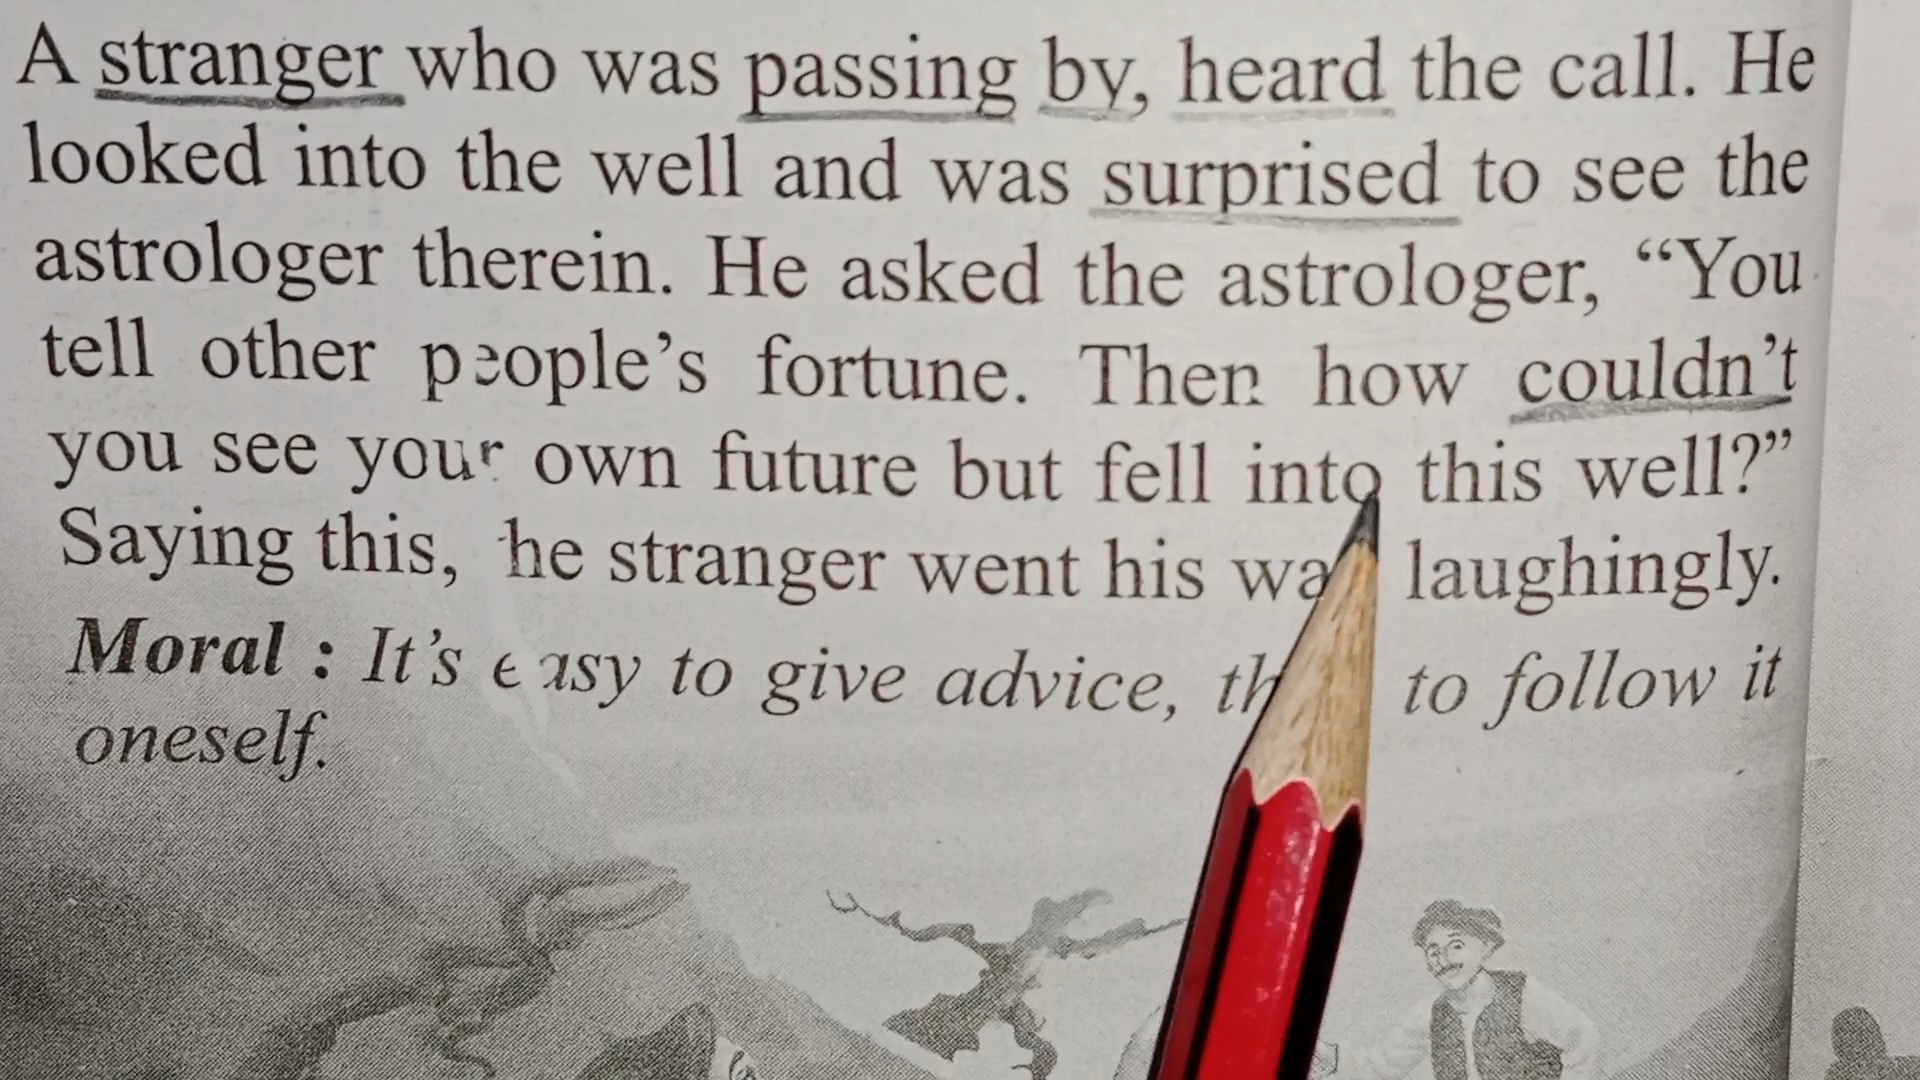 A stranger who was passing by, heard the call. He
looked into the well and was surprised to see the
astrologer therein. He asked the astrologer, “You
tell other people’s fortune. Then how couldn’t
you see your own future but fell into this well?”
Saying this, he stranger went his wa laughingly.
Moral : It’s easy to give advice, th to follow it
oneself.